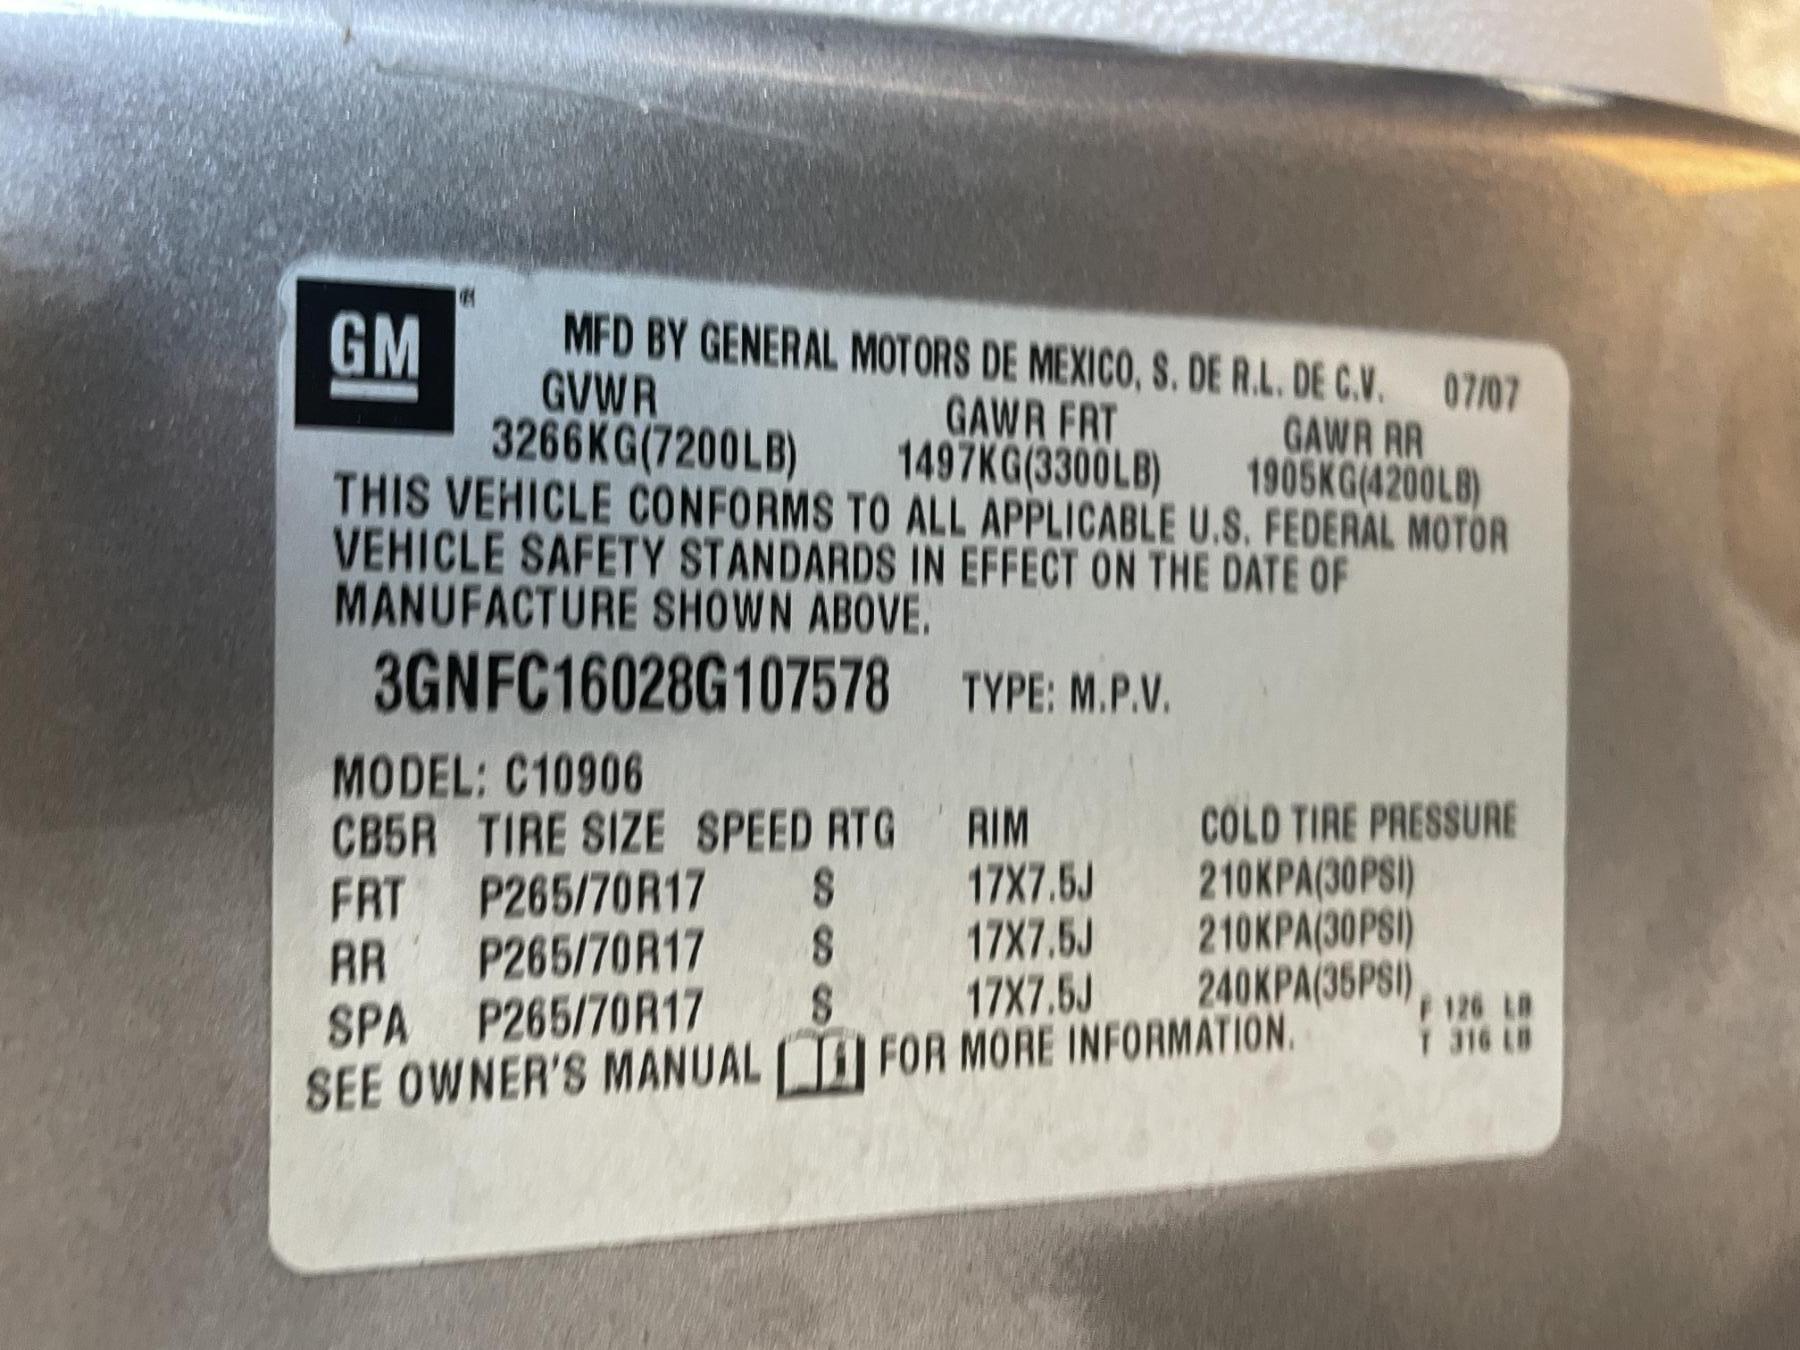 GM
MFD BY GENERAL MOTORS DE MEXICO, S. DE R.L. DE C.V. 07/07
GVWR GAWR FRT GAWR RR
3266KG(7200LB) 1497KG(3300LB) 1905KG(4200LB)
THIS VEHICLE CONFORMS TO ALL APPLICABLE U.S. FEDERAL MOTOR
VEHICLE SAFETY STANDARDS IN EFFECT ON THE DATE OF
MANUFACTURE SHOWN ABOVE.
3GNFC16028G107578 TYPE: M.P.V.
MODEL: C10906
CB5R TIRE SIZE SPEED RTG RIM COLD TIRE PRESSURE
FRT P265/70R17 S 17X7.5J 210KPA(30PSI)
RR P265/70R17 S 17X7.5J 210KPA(30PSI)
SPA P265/70R17 S 17X7.5J 240KPA(35PSI)
F 126 LB
T 316 LB
SEE OWNER'S MANUAL FOR MORE INFORMATION.